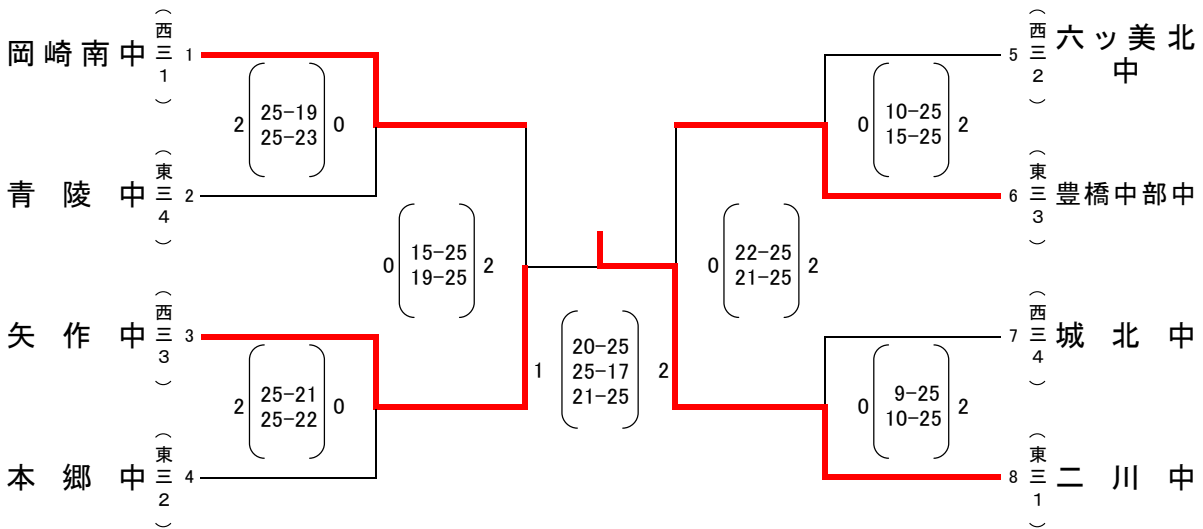 岡崎南中 (西三1) 1
2 25-19 0
25-23
青陵中 (東三4) 2
0 15-25 2
19-25
矢作中 (西三3) 3
2 25-21 0
25-22
本郷中 (東三2) 4
1 20-25 2
25-17
21-25
5 (西三2) 六ッ美北
中
0 10-25 2
15-25
6 (東三3) 豊橋中部中
0 22-25 2
21-25
7 (西三4) 城北中
0 9-25 2
10-25
8 (東三1) 二川中